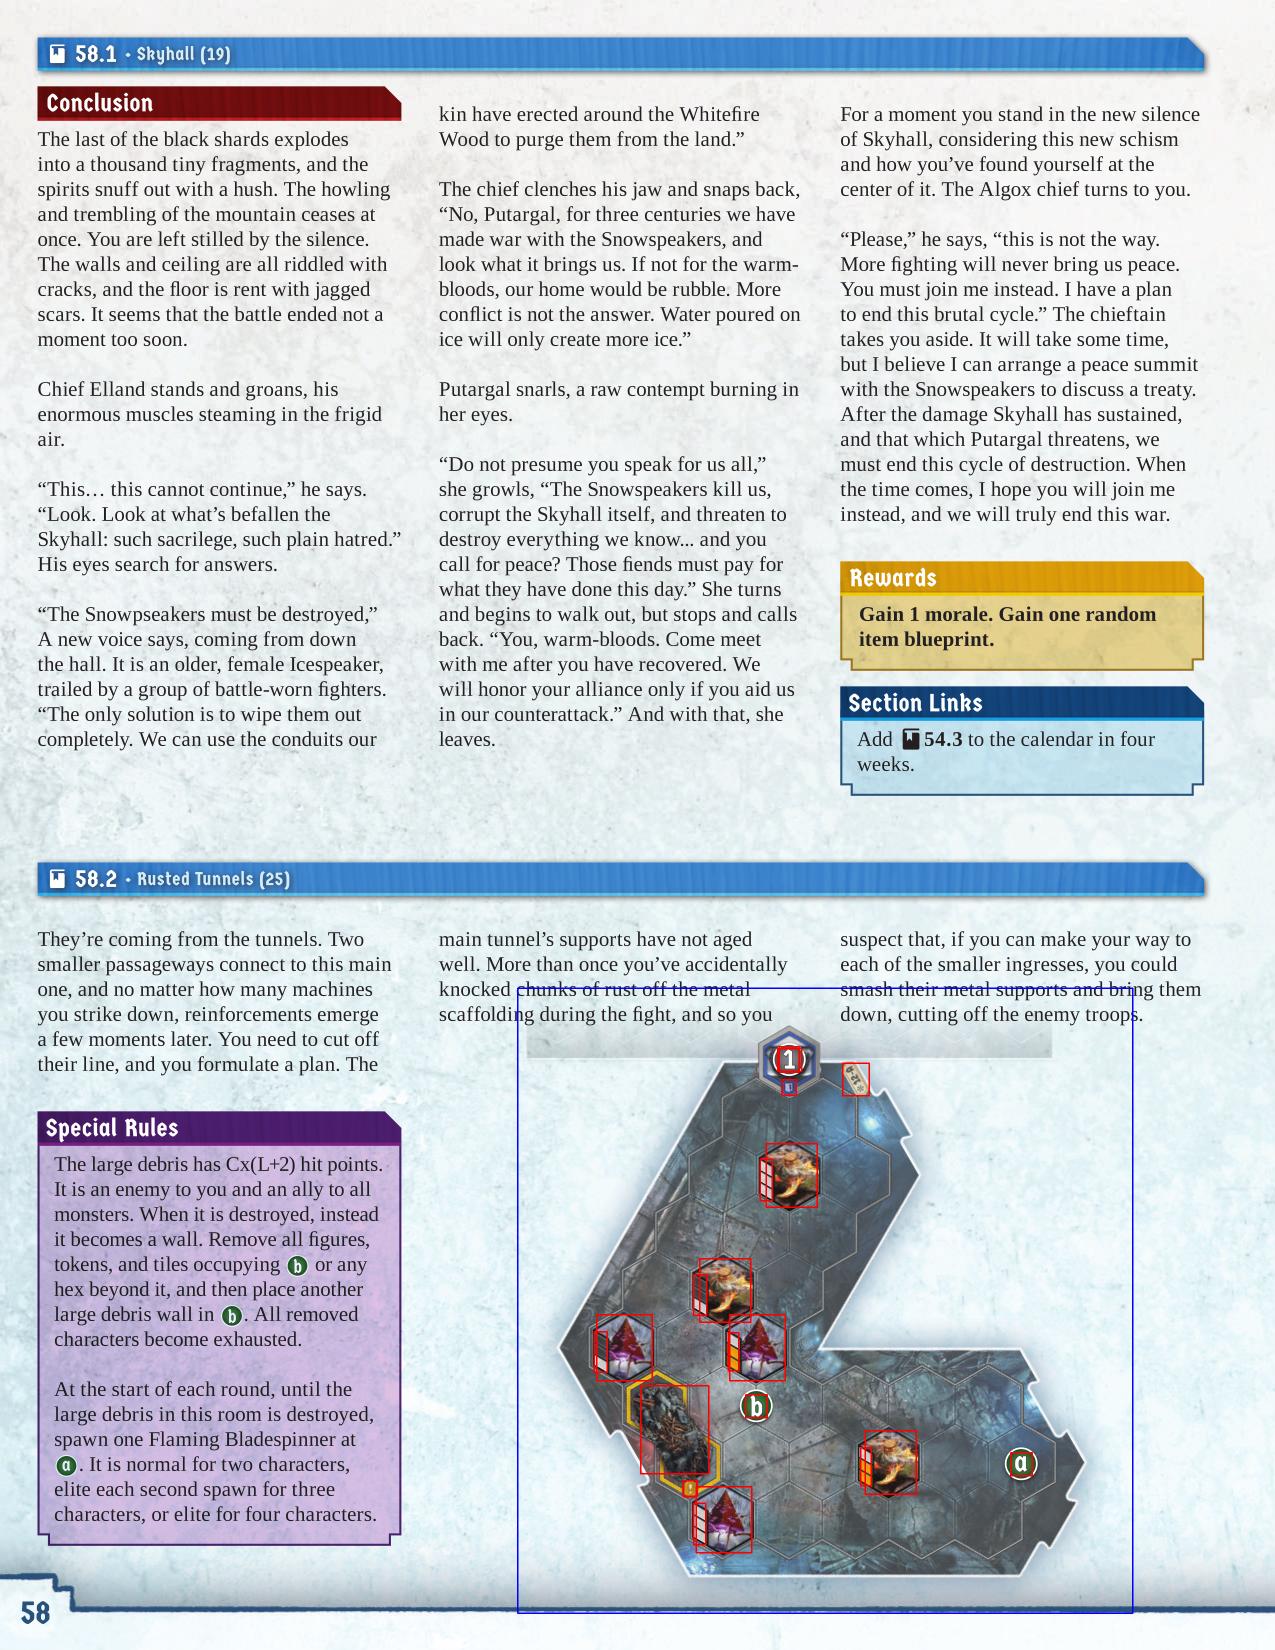 58.1 • Skyhall (19)
Conclusion
The last of the black shards explodes
into a thousand tiny fragments, and the
spirits snuff out with a hush. The howling
and trembling of the mountain ceases at
once. You are left stilled by the silence.
The walls and ceiling are all riddled with
cracks, and the floor is rent with jagged
scars. It seems that the battle ended not a
moment too soon.
Chief Elland stands and groans, his
enormous muscles steaming in the frigid
air.
“This… this cannot continue,” he says.
“Look. Look at what’s befallen the
Skyhall: such sacrilege, such plain hatred.”
His eyes search for answers.
“The Snowpseakers must be destroyed,”
A new voice says, coming from down
the hall. It is an older, female Icespeaker,
trailed by a group of battle-worn fighters.
“The only solution is to wipe them out
completely. We can use the conduits our
kin have erected around the Whitefire
Wood to purge them from the land.”
The chief clenches his jaw and snaps back,
“No, Putargal, for three centuries we have
made war with the Snowspeakers, and
look what it brings us. If not for the warm-
bloods, our home would be rubble. More
conflict is not the answer. Water poured on
ice will only create more ice.”
Putargal snarls, a raw contempt burning in
her eyes.
“Do not presume you speak for us all,”
she growls, “The Snowspeakers kill us,
corrupt the Skyhall itself, and threaten to
destroy everything we know... and you
call for peace? Those fiends must pay for
what they have done this day.” She turns
and begins to walk out, but stops and calls
back. “You, warm-bloods. Come meet
with me after you have recovered. We
will honor your alliance only if you aid us
in our counterattack.” And with that, she
leaves.
For a moment you stand in the new silence
of Skyhall, considering this new schism
and how you’ve found yourself at the
center of it. The Algox chief turns to you.
“Please,” he says, “this is not the way.
More fighting will never bring us peace.
You must join me instead. I have a plan
to end this brutal cycle.” The chieftain
takes you aside. It will take some time,
but I believe I can arrange a peace summit
with the Snowspeakers to discuss a treaty.
After the damage Skyhall has sustained,
and that which Putargal threatens, we
must end this cycle of destruction. When
the time comes, I hope you will join me
instead, and we will truly end this war.
Rewards
Gain 1 morale. Gain one random
item blueprint.
Section Links
Add 54.3 to the calendar in four
weeks.
58.2 • Rusted Tunnels (25)
They’re coming from the tunnels. Two
smaller passageways connect to this main
one, and no matter how many machines
you strike down, reinforcements emerge
a few moments later. You need to cut off
their line, and you formulate a plan. The
main tunnel’s supports have not aged
well. More than once you’ve accidentally
knocked chunks of rust off the metal
scaffolding during the fight, and so you
suspect that, if you can make your way to
each of the smaller ingresses, you could
smash their metal supports and bring them
down, cutting off the enemy troops.
Special Rules
The large debris has Cx(L+2) hit points.
It is an enemy to you and an ally to all
monsters. When it is destroyed, instead
it becomes a wall. Remove all figures,
tokens, and tiles occupying b or any
hex beyond it, and then place another
large debris wall in b. All removed
characters become exhausted.
At the start of each round, until the
large debris in this room is destroyed,
spawn one Flaming Bladespinner at
a. It is normal for two characters,
elite each second spawn for three
characters, or elite for four characters.
1
12-A
b
a
!
58